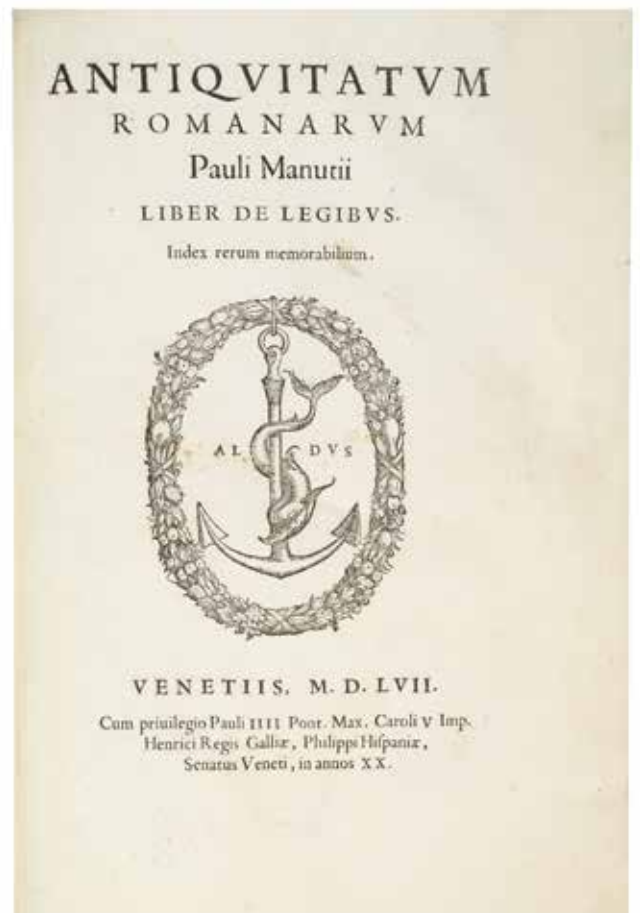 ANTIQVITATVM
ROMANARVM
Pauli Manutii
LIBER DE LEGIBVS.
Index rerum memorabilium.
AL DVS
VENETIIS. M. D. LVII.
Cum priuilegio Pauli IIII Pont. Max. Caroli V Imp.
Henrici Regis Galliæ, Philippi Hiſpaniæ,
Senatus Veneti, in annos XX.